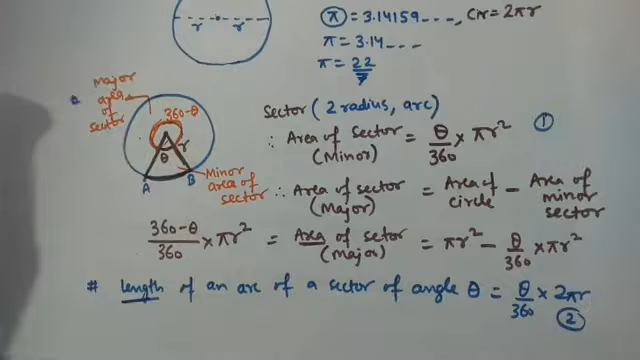 r r
π = 3.14159 ---- , Cr = 2πr
π = 3.14 ---
π = 22/7
Major area of sector
360-θ
r
θ
A B
Minor area of sector
Sector (2 radius, arc)
∴ Area of Sector (Minor) = θ/360 × πr² ①
∴ Area of sector (Major) = Area of circle - Area of minor sector
360-θ/360 × πr² = Area of sector (Major) = πr² - θ/360 × πr²
# length of an arc of a sector of angle θ = θ/360 × 2πr ②